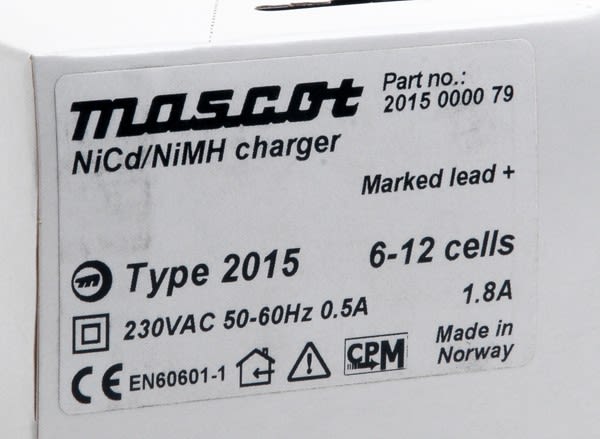 mascot
Part no.:
2015 0000 79
NiCd/NiMH charger
Marked lead +
Type 2015
6-12 cells
230VAC 50-60Hz 0.5A
1.8A
CE EN60601-1
CPM
Made in
Norway